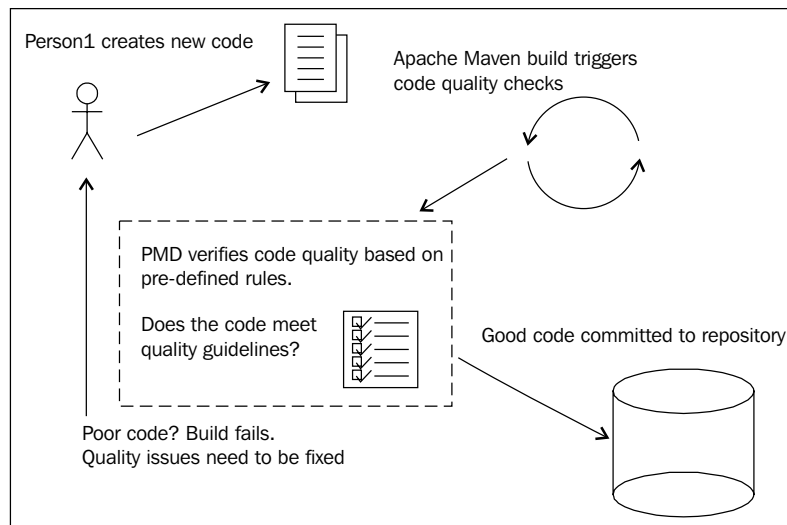 Person1 creates new code
Apache Maven build triggers
code quality checks
PMD verifies code quality based on
pre-defined rules.
Does the code meet
quality guidelines?
Good code committed to repository
Poor code? Build fails.
Quality issues need to be fixed